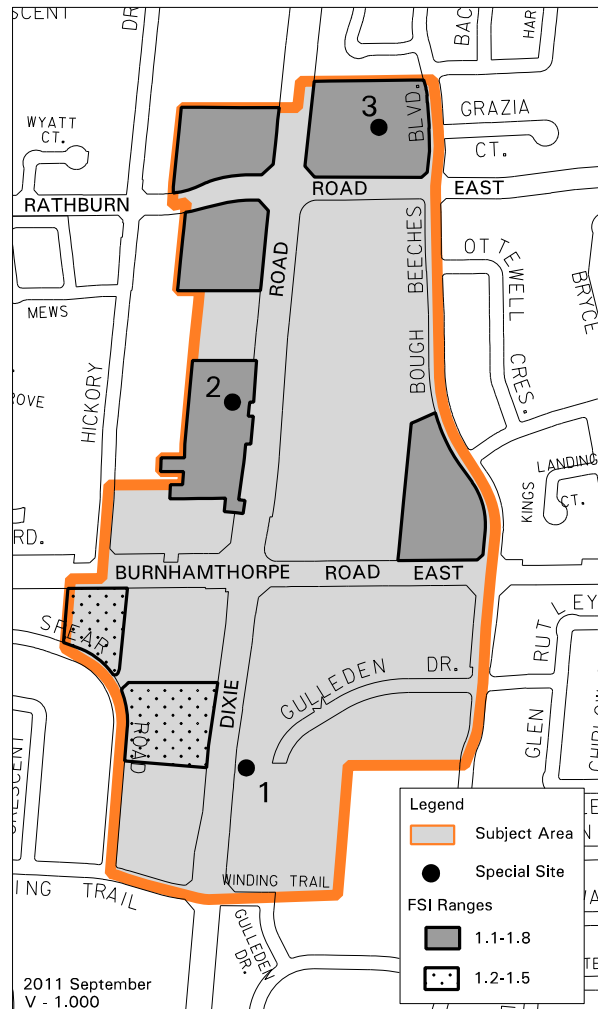 SCENT
DR
BAC
HAR
WYATT
CT.
3
BLVD.
GRAZIA
CT.
RATHBURN
ROAD
EAST
ROAD
BEECHES
OTTEWELL
CRES.
BRYCE
MEWS
HICKORY
BOUGH
2
OVE
LANDING
KINGS
CT.
RD.
BURNHAMTHORPE
ROAD
EAST
SPEAR
ROAD
DIXIE
GULLEDEN
DR.
RUTLEY
GLEN
CHIRLOW
CRESCENT
1
WINDING TRAIL
ING TRAIL
GULLEDEN
DR.
Legend
Subject Area
Special Site
FSI Ranges
1.1-1.8
1.2-1.5
2011 September
V - 1.000